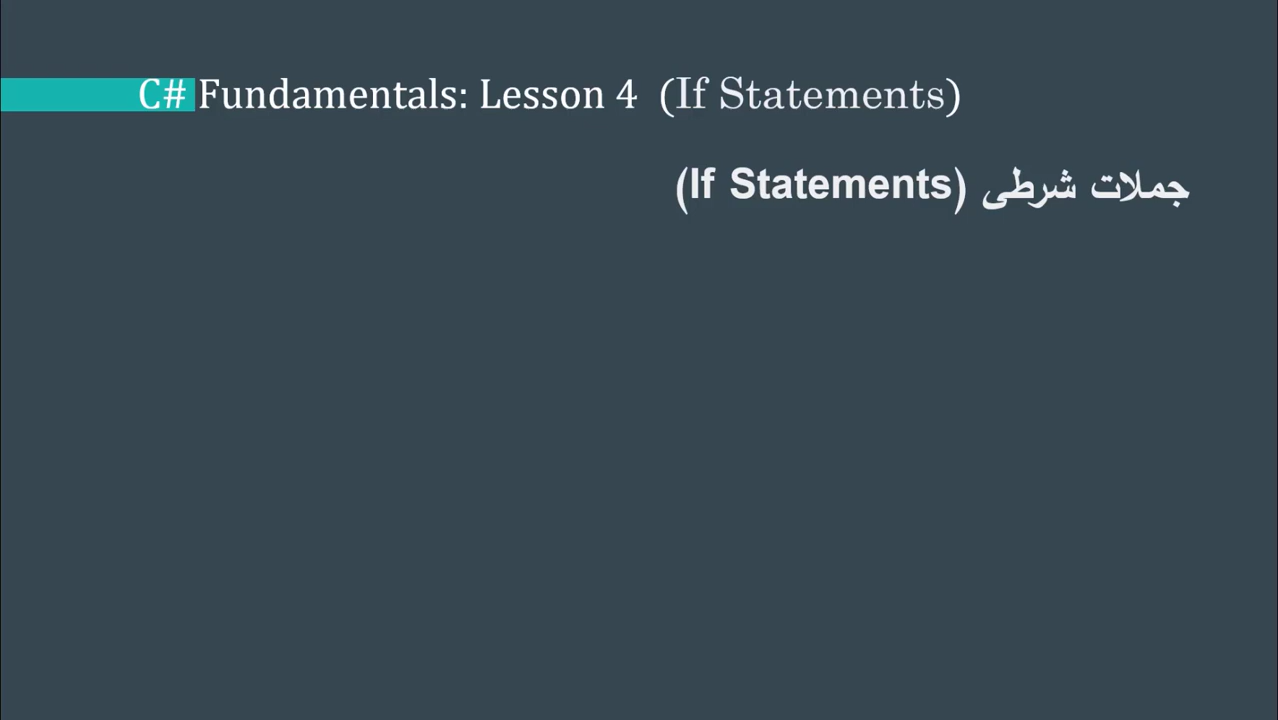 C# Fundamentals: Lesson 4 (If Statements)
جملات شرطی (If Statements)